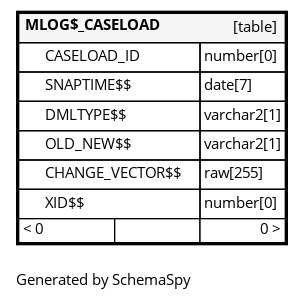 MLOG$_CASELOAD [table]
CASELOAD_ID number[0]
SNAPTIME$$ date[7]
DMLTYPE$$ varchar2[1]
OLD_NEW$$ varchar2[1]
CHANGE_VECTOR$$ raw[255]
XID$$ number[0]
< 0 0 >
Generated by SchemaSpy